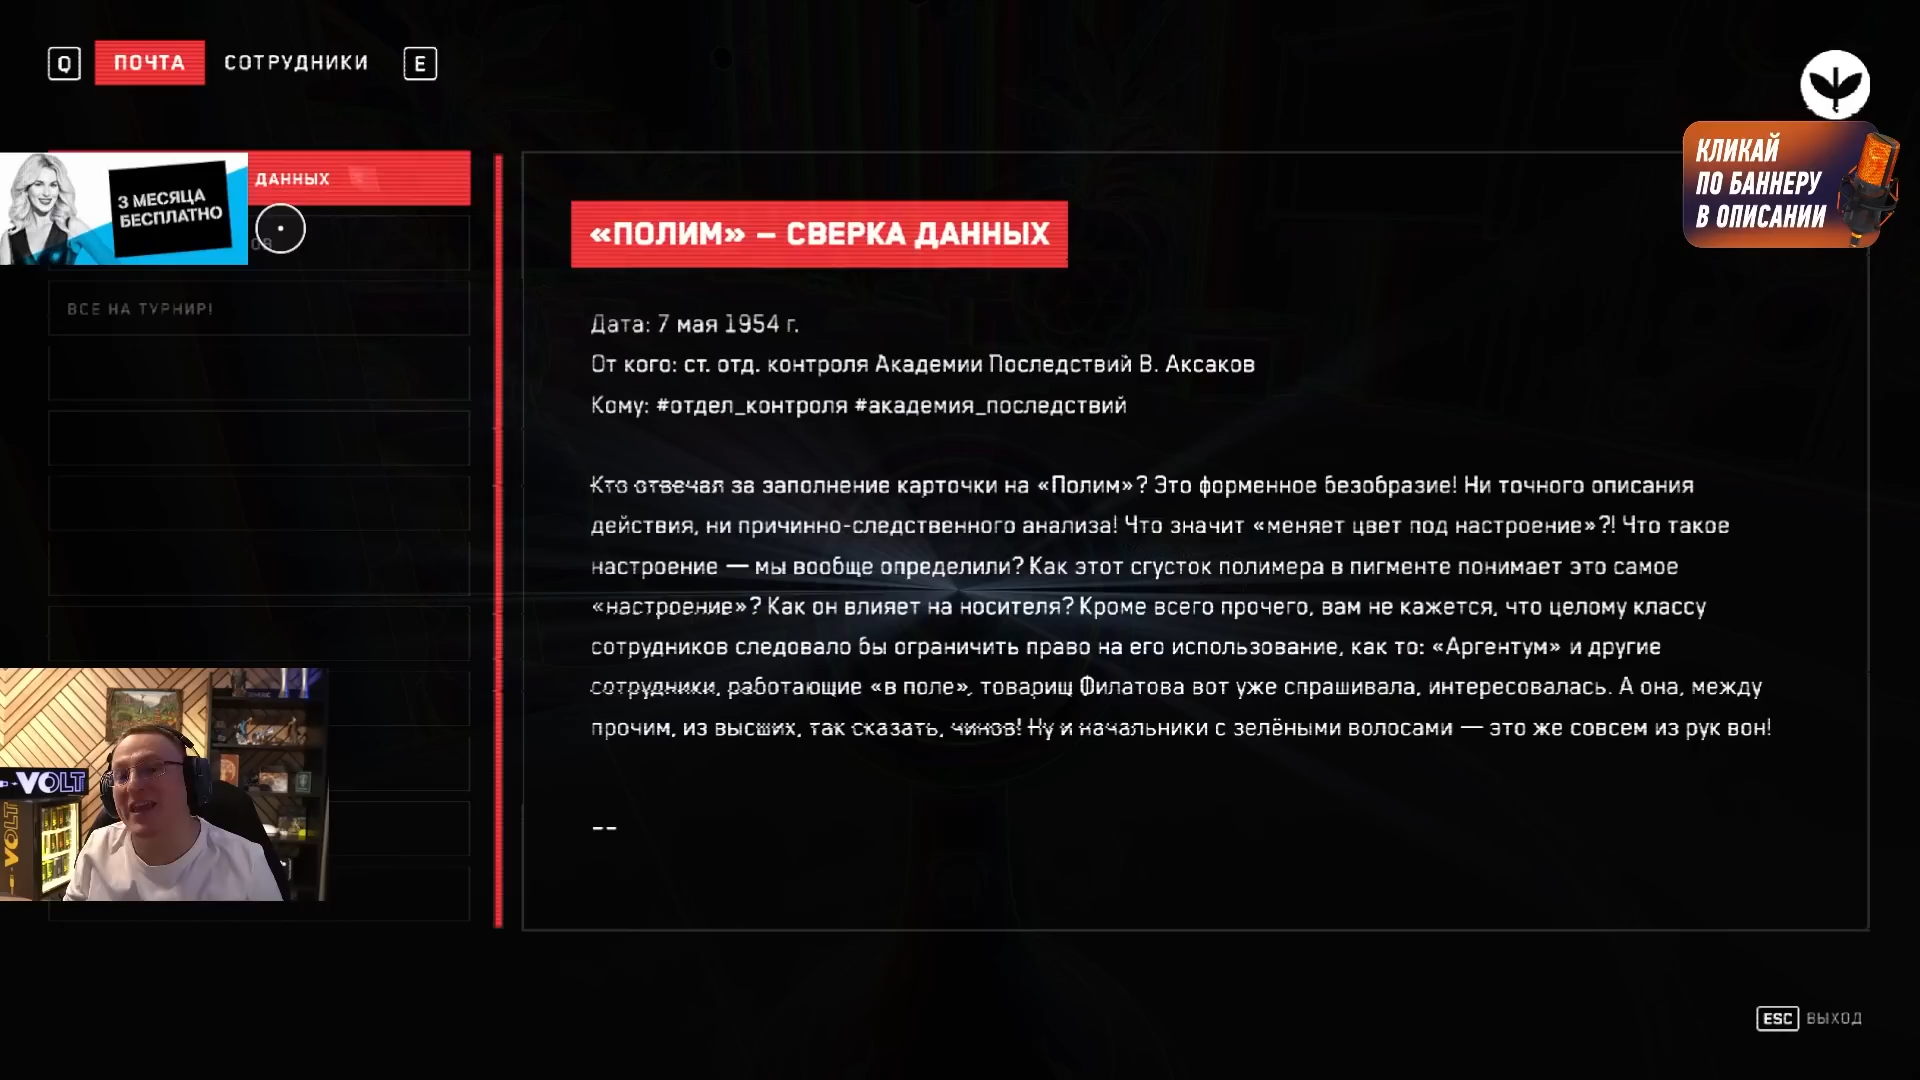 Q ПОЧТА СОТРУДНИКИ E
КЛИКАЙ
ПО БАННЕРУ
В ОПИСАНИИ
3 МЕСЯЦА
БЕСПЛАТНО
ДАННЫХ
ОВ
ВСЕ НА ТУРНИР!
«ПОЛИМ» – СВЕРКА ДАННЫХ
Дата: 7 мая 1954 г.
От кого: ст. отд. контроля Академии Последствий В. Аксаков
Кому: #отдел_контроля #академия_последствий
Кто отвечал за заполнение карточки на «Полим»? Это форменное безобразие! Ни точного описания
действия, ни причинно-следственного анализа! Что значит «меняет цвет под настроение»?! Что такое
настроение — мы вообще определили? Как этот сгусток полимера в пигменте понимает это самое
«настроение»? Как он влияет на носителя? Кроме всего прочего, вам не кажется, что целому классу
сотрудников следовало бы ограничить право на его использование, как то: «Аргентум» и другие
сотрудники, работающие «в поле», товарищ Филатова вот уже спрашивала, интересовалась. А она, между
прочим, из высших, так сказать, чинов! Ну и начальники с зелёными волосами — это же совсем из рук вон!
--
VOLT
VOLT
ESC ВЫХОД